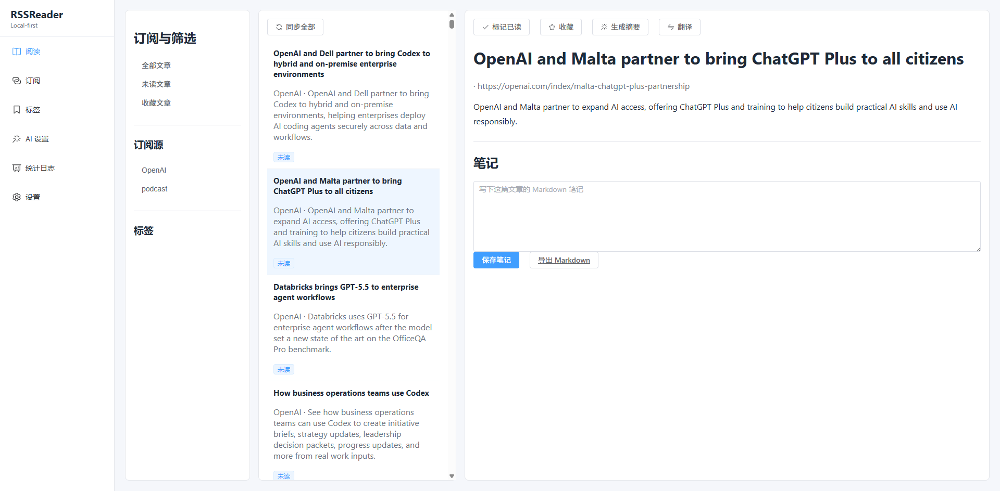 RSSReader
Local-first
阅读
订阅
标签
AI 设置
统计日志
设置
订阅与筛选
全部文章
未读文章
收藏文章
订阅源
OpenAI
podcast
标签
同步全部
OpenAI and Dell partner to bring Codex to
hybrid and on-premise enterprise
environments
OpenAI · OpenAI and Dell partner to bring
Codex to hybrid and on-premise
environments, helping enterprises deploy
AI coding agents securely across data and
workflows.
未读
OpenAI and Malta partner to bring
ChatGPT Plus to all citizens
OpenAI · OpenAI and Malta partner to
expand AI access, offering ChatGPT Plus
and training to help citizens build practical
AI skills and use AI responsibly.
未读
Databricks brings GPT-5.5 to enterprise
agent workflows
OpenAI · Databricks uses GPT-5.5 for
enterprise agent workflows after the model
set a new state of the art on the OfficeQA
Pro benchmark.
未读
How business operations teams use Codex
OpenAI · See how business operations
teams can use Codex to create initiative
briefs, strategy updates, leadership
decision packets, progress updates, and
more from real work inputs.
未读
标记已读
收藏
生成摘要
翻译
OpenAI and Malta partner to bring ChatGPT Plus to all citizens
· https://openai.com/index/malta-chatgpt-plus-partnership
OpenAI and Malta partner to expand AI access, offering ChatGPT Plus and training to help citizens build practical AI skills and use AI
responsibly.
笔记
写下这篇文章的 Markdown 笔记
保存笔记
导出 Markdown